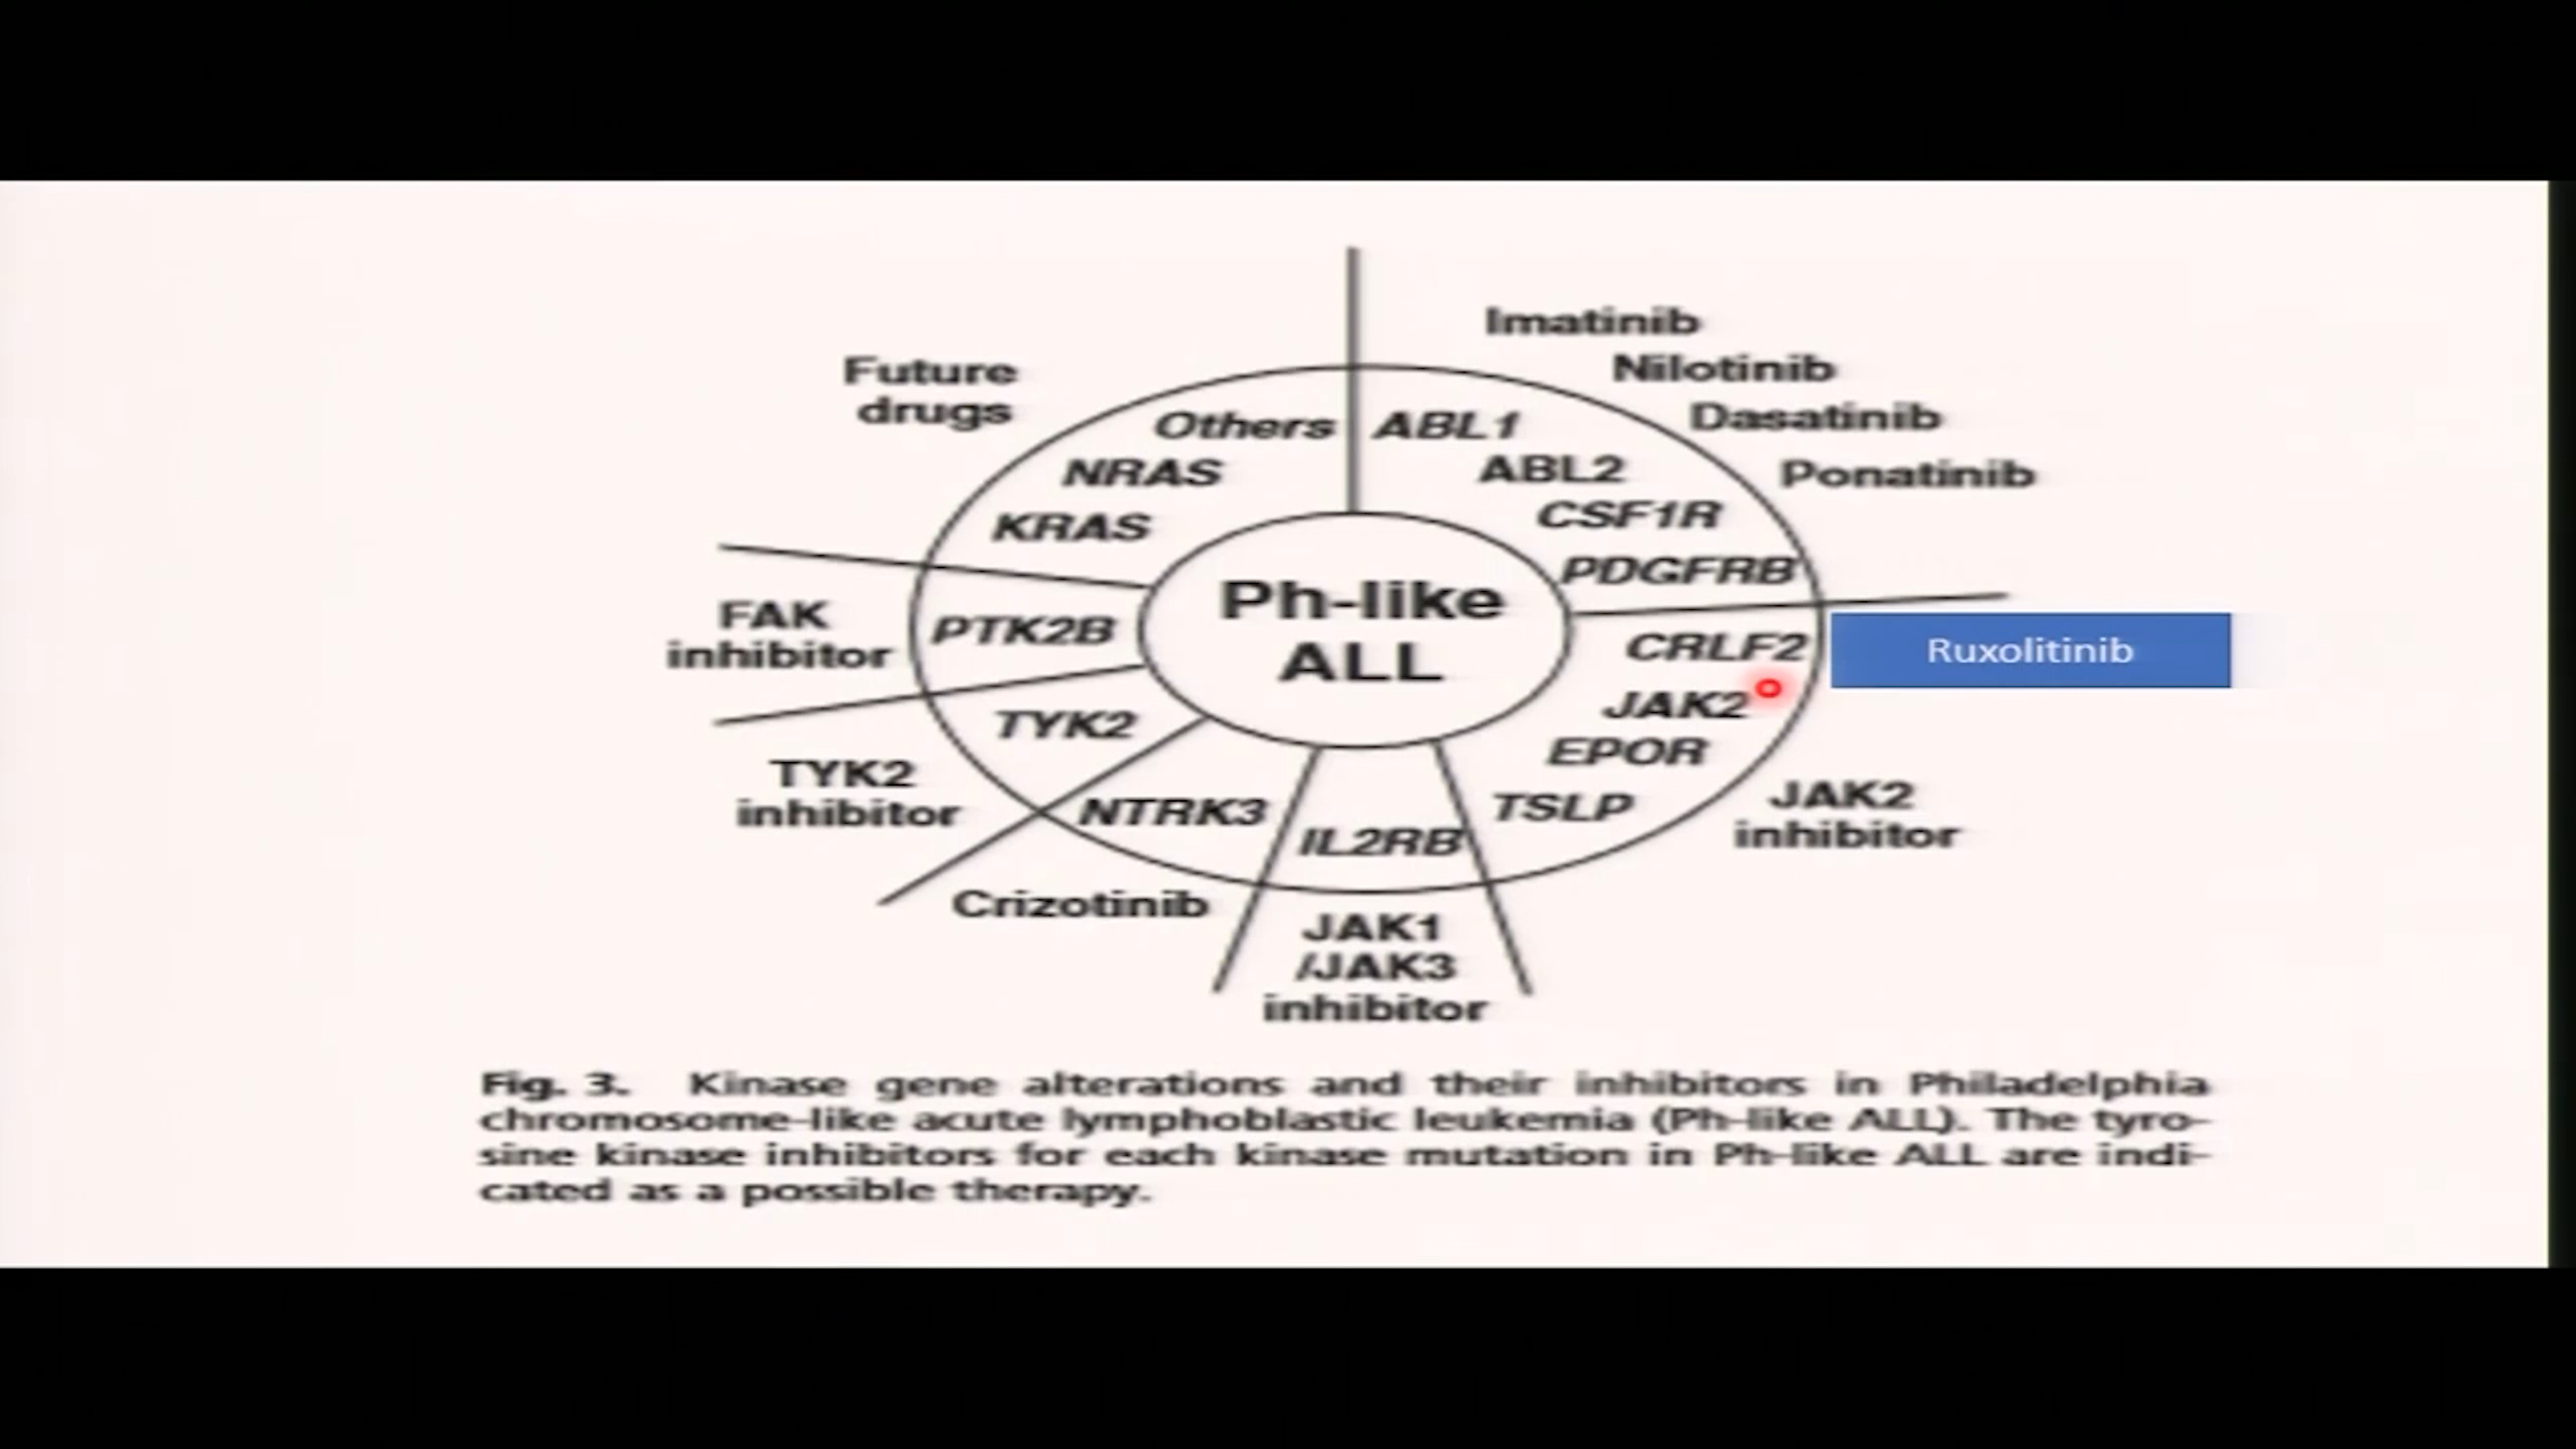 Imatinib
Nilotinib
Dasatinib
Ponatinib
Future
drugs
Others
NRAS
KRAS
ABL1
ABL2
CSF1R
PDGFRB
Ph-like
ALL
FAK
inhibitor
PTK2B
CRLF2
Ruxolitinib
JAK2
EPOR
TSLP
JAK2
inhibitor
TYK2
TYK2
inhibitor
NTRK3
Crizotinib
IL2RB
JAK1
/JAK3
inhibitor
Fig. 3. Kinase gene alterations and their inhibitors in Philadelphia
chromosome-like acute lymphoblastic leukemia (Ph-like ALL). The tyro-
sine kinase inhibitors for each kinase mutation in Ph-like ALL are indi-
cated as a possible therapy.